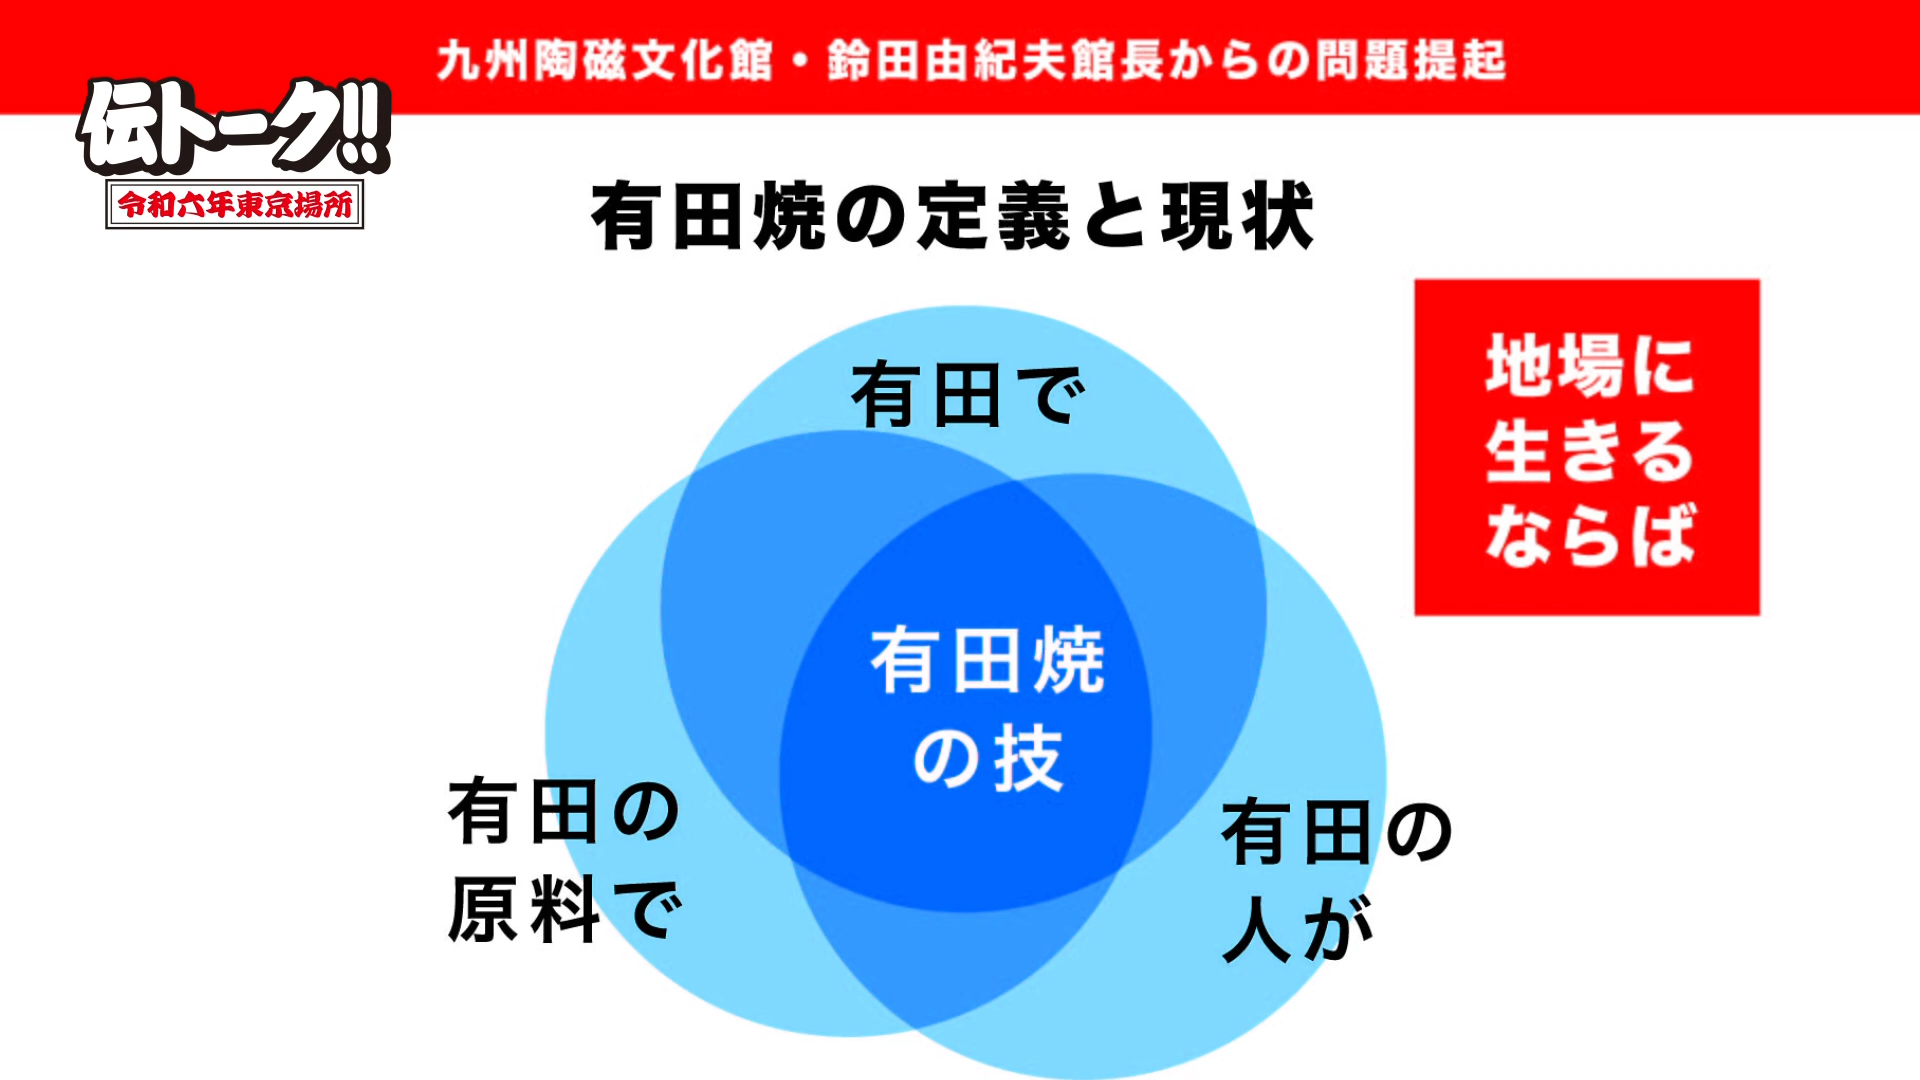 九州陶磁文化館・鈴田由紀夫館長からの問題提起
伝トーク!!
令和六年東京場所
有田焼の定義と現状
地場に
生きる
ならば
有田で
有田焼
の技
有田の
原料で
有田の
人が